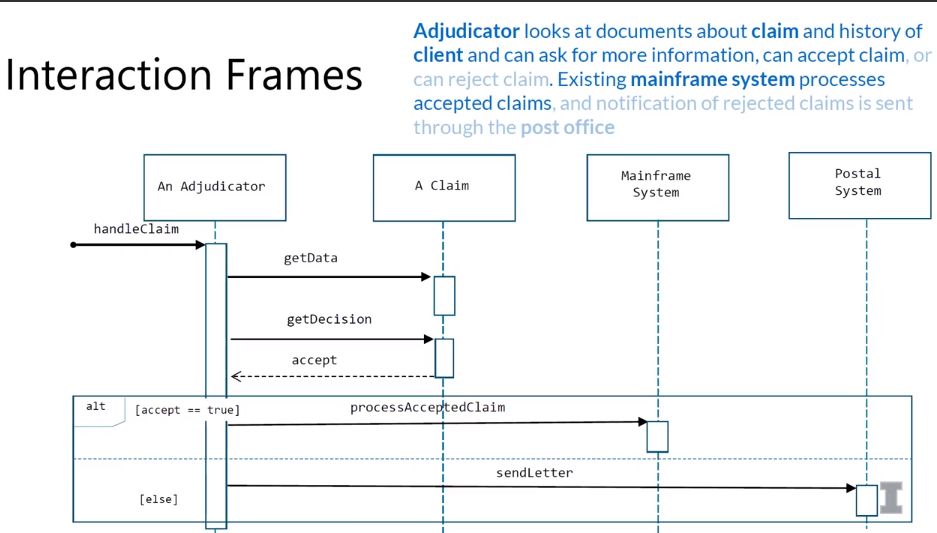 Interaction Frames
Adjudicator looks at documents about claim and history of
client and can ask for more information, can accept claim, or
can reject claim. Existing mainframe system processes
accepted claims, and notification of rejected claims is sent
through the post office
An Adjudicator
A Claim
Mainframe
System
Postal
System
handleClaim
getData
getDecision
accept
alt
[accept == true]
processAcceptedClaim
sendLetter
[else]